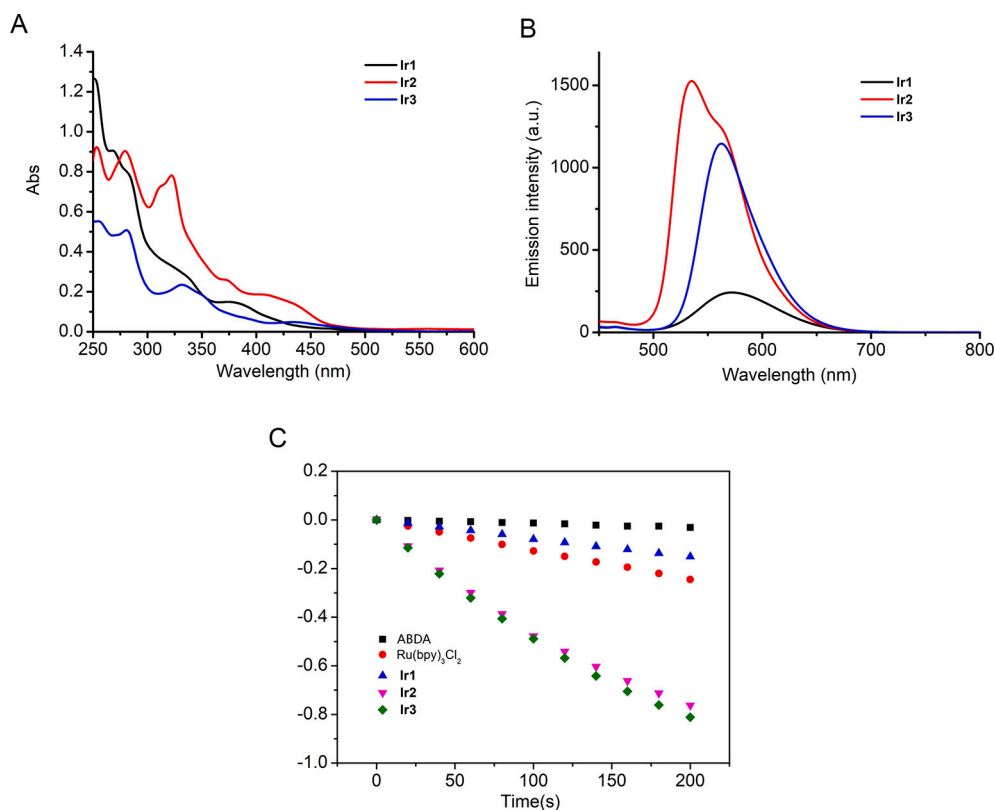 A
1.4
1.2
1.0
0.8
0.6
0.4
0.2
0.0
Abs
Ir1
Ir2
Ir3
250 300 350 400 450 500 550 600
Wavelength (nm)
B
1500
1000
500
0
Emission intensity (a.u.)
Ir1
Ir2
Ir3
500 600 700 800
Wavelength (nm)
C
0.2
0.0
-0.2
-0.4
-0.6
-0.8
-1.0
ABDA
Ru(bpy)₃Cl₂
Ir1
Ir2
Ir3
0 50 100 150 200
Time(s)